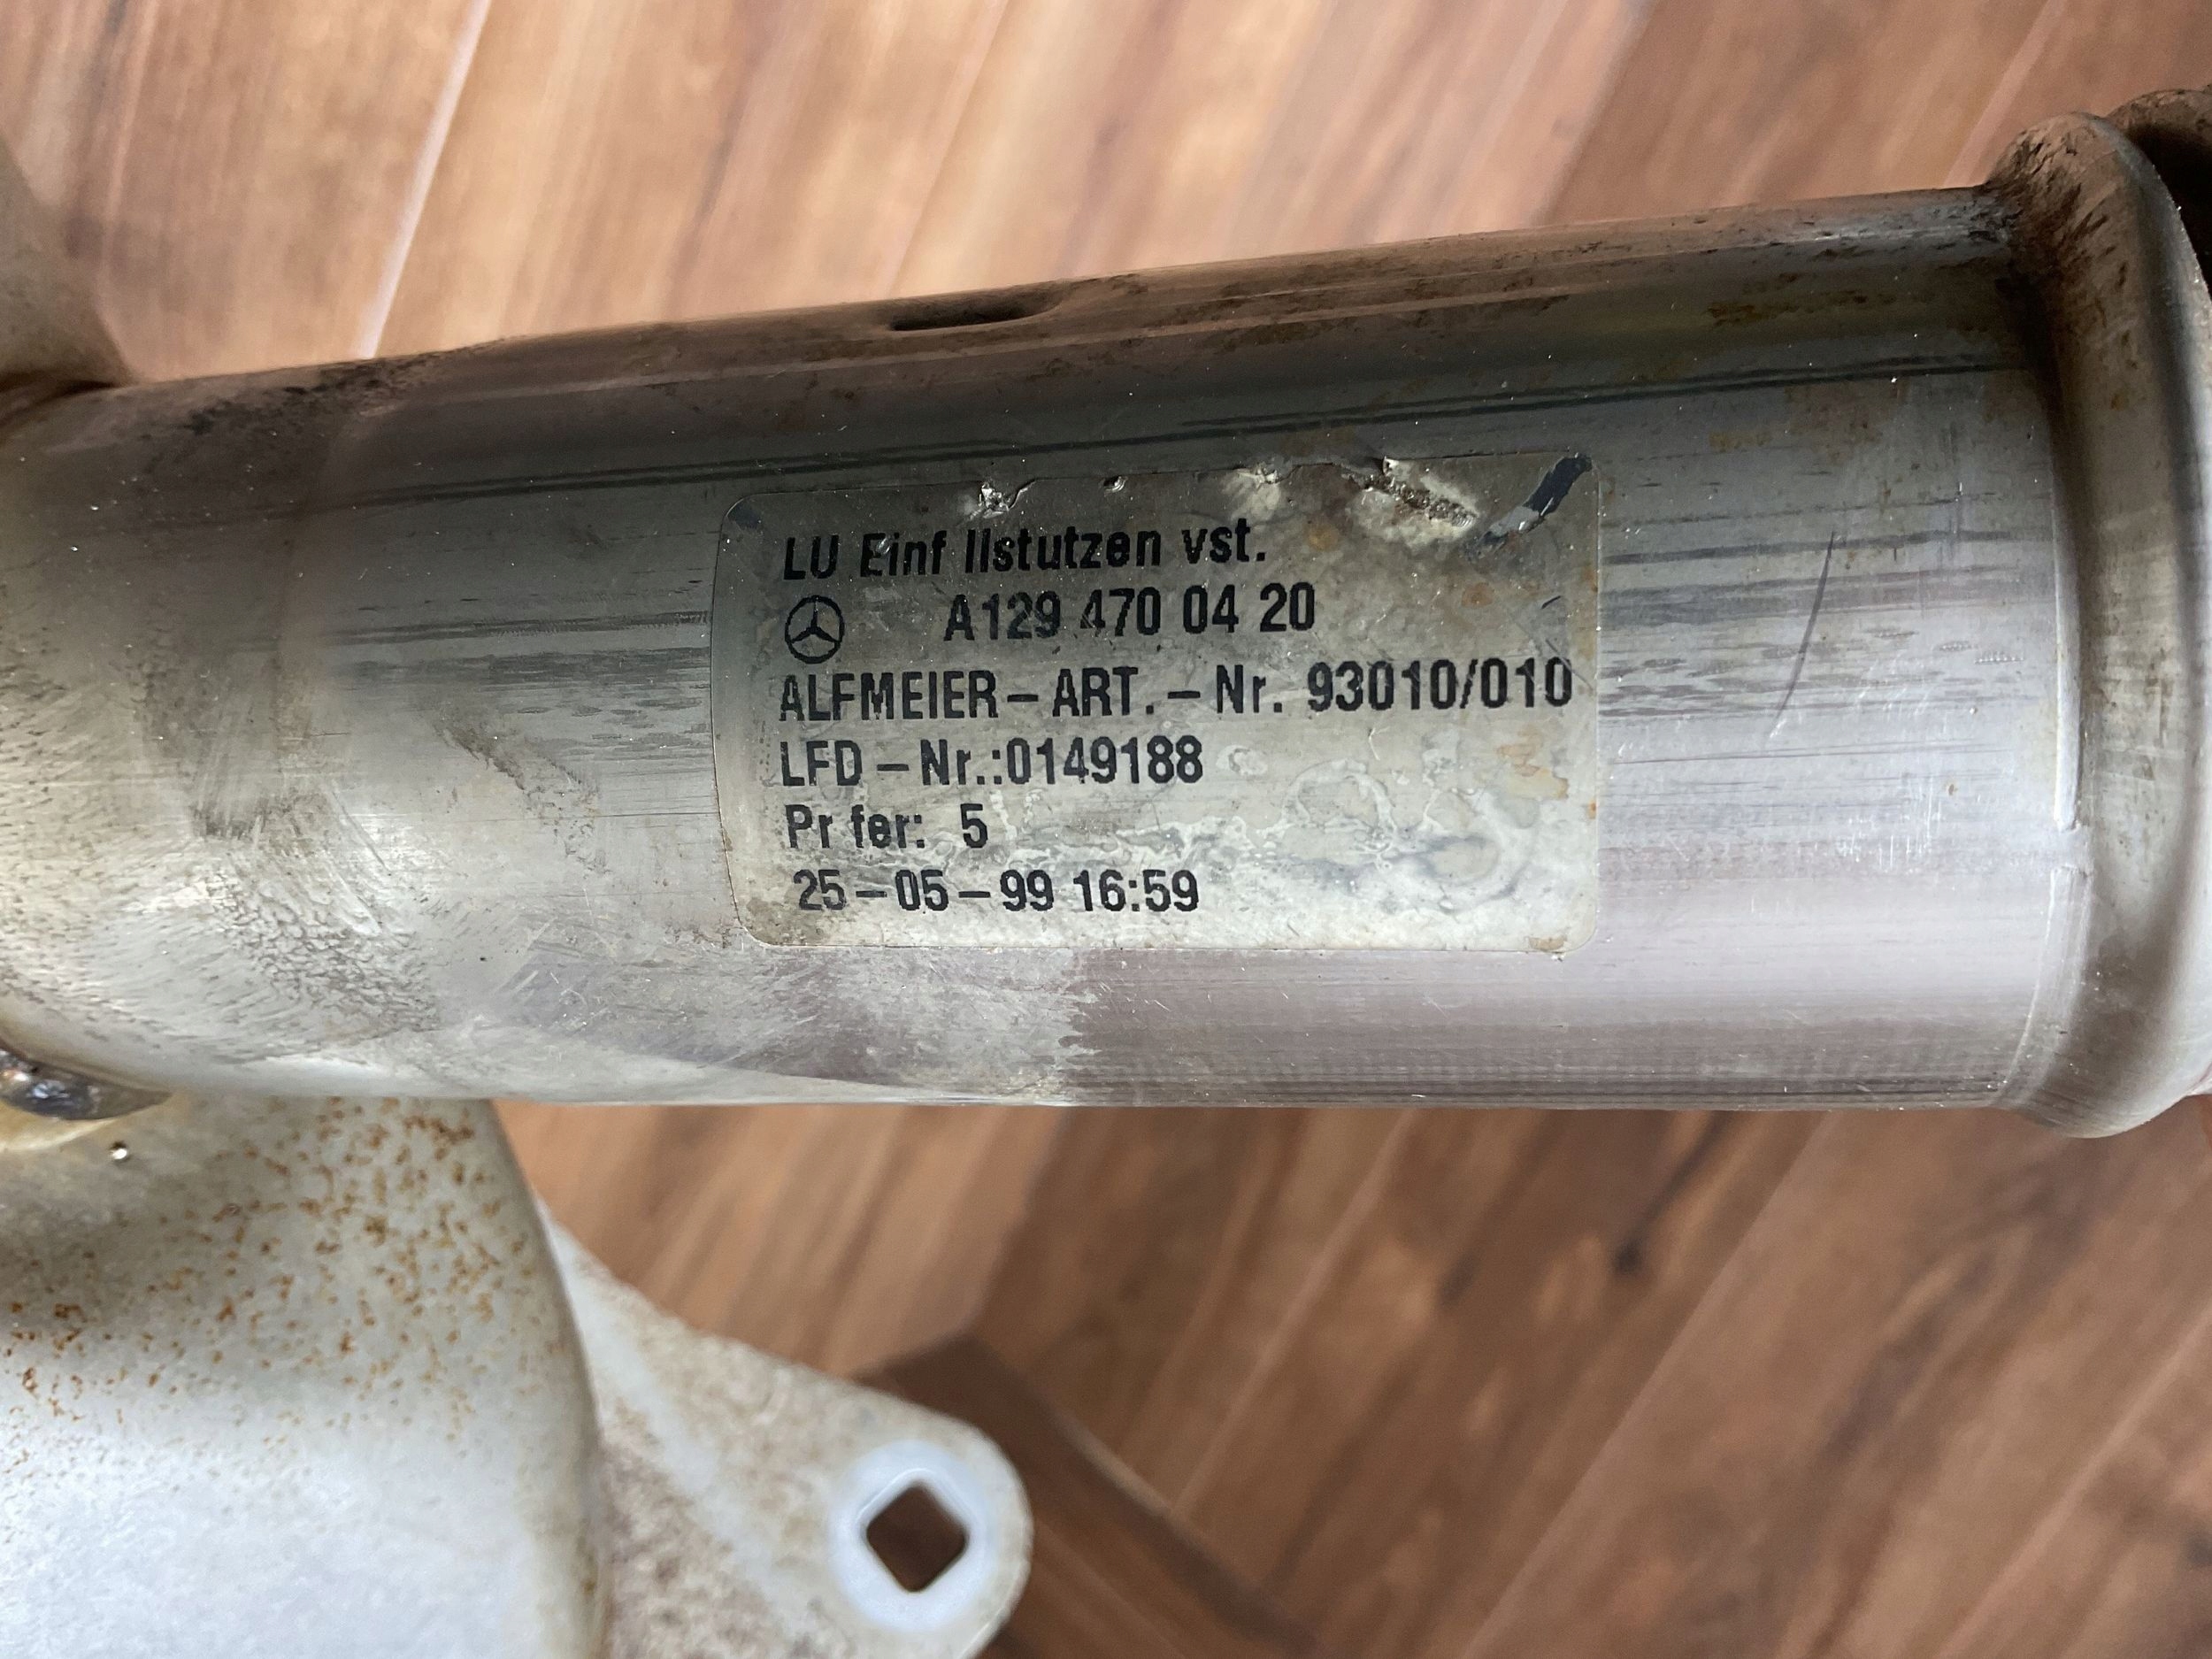 LU Einf llstutzen vst.
A129 470 04 20
ALFMEIER-ART.-Nr. 93010/010
LFD-Nr.:0149188
Pr fer: 5
25-05-99 16:59